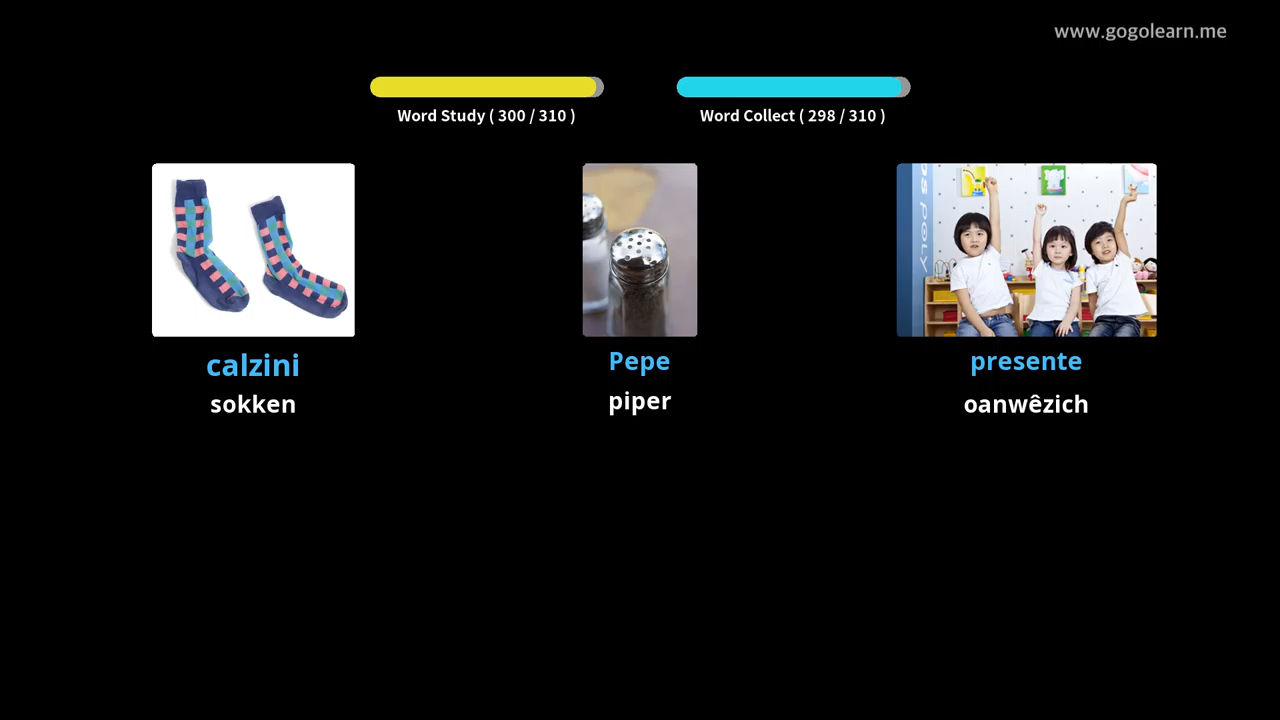 www.gogolearn.me
Word Study ( 300 / 310 )
Word Collect ( 298 / 310 )
calzini
sokken
Pepe
piper
presente
oanwêzich